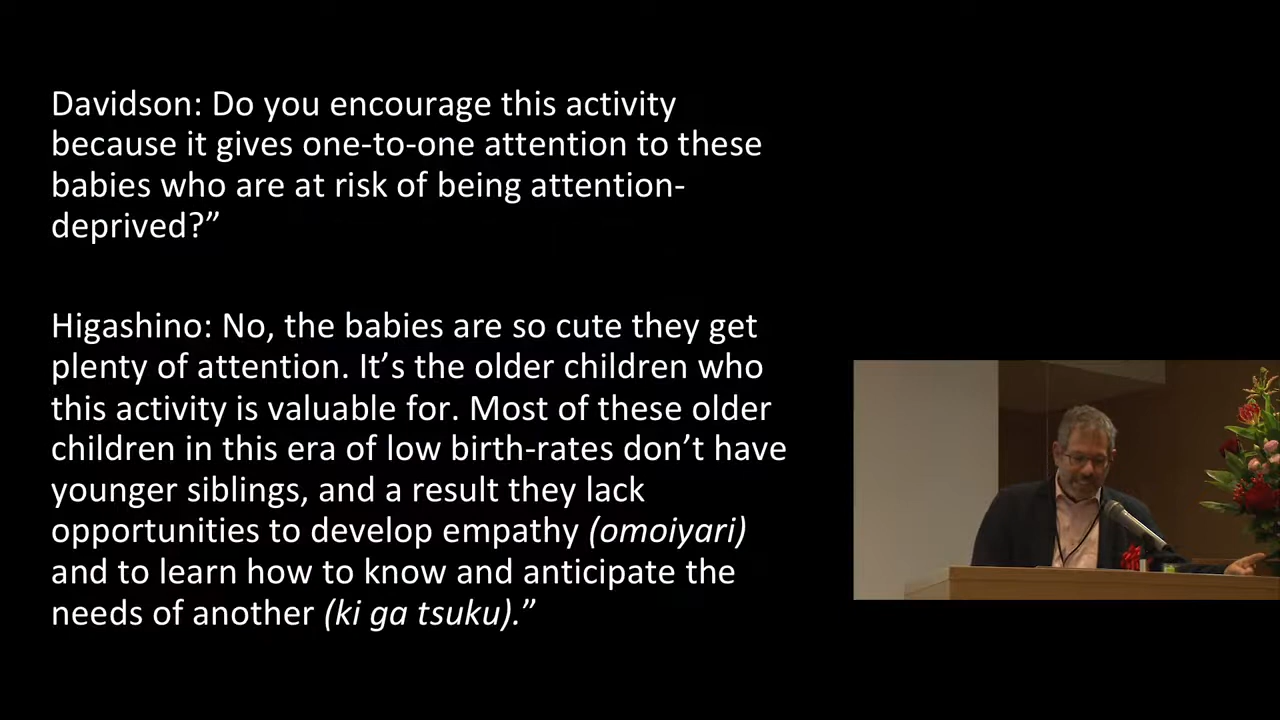 Davidson: Do you encourage this activity
because it gives one-to-one attention to these
babies who are at risk of being attention-
deprived?”
Higashino: No, the babies are so cute they get
plenty of attention. It’s the older children who
this activity is valuable for. Most of these older
children in this era of low birth-rates don’t have
younger siblings, and a result they lack
opportunities to develop empathy (omoiyari)
and to learn how to know and anticipate the
needs of another (ki ga tsuku).”